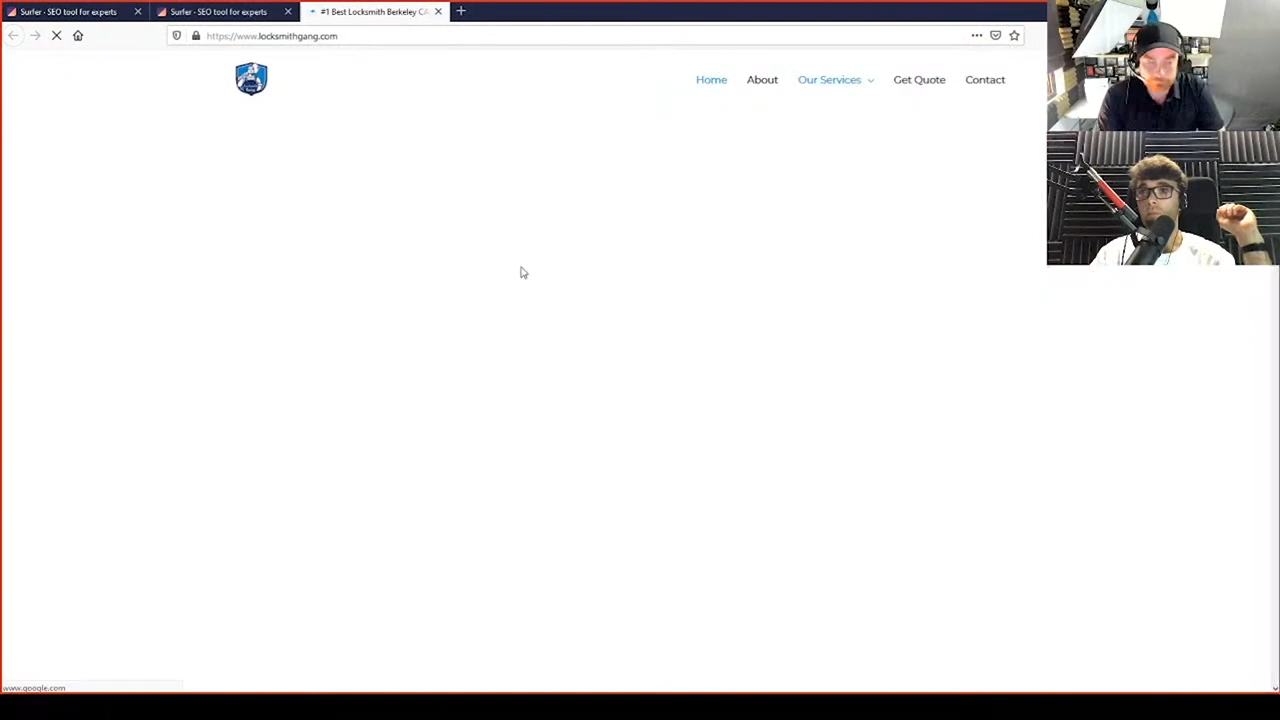 Surfer - SEO tool for experts
Surfer - SEO tool for experts
#1 Best Locksmith Berkeley CA
https://www.locksmithgang.com
Home About Our Services Get Quote Contact
www.google.com